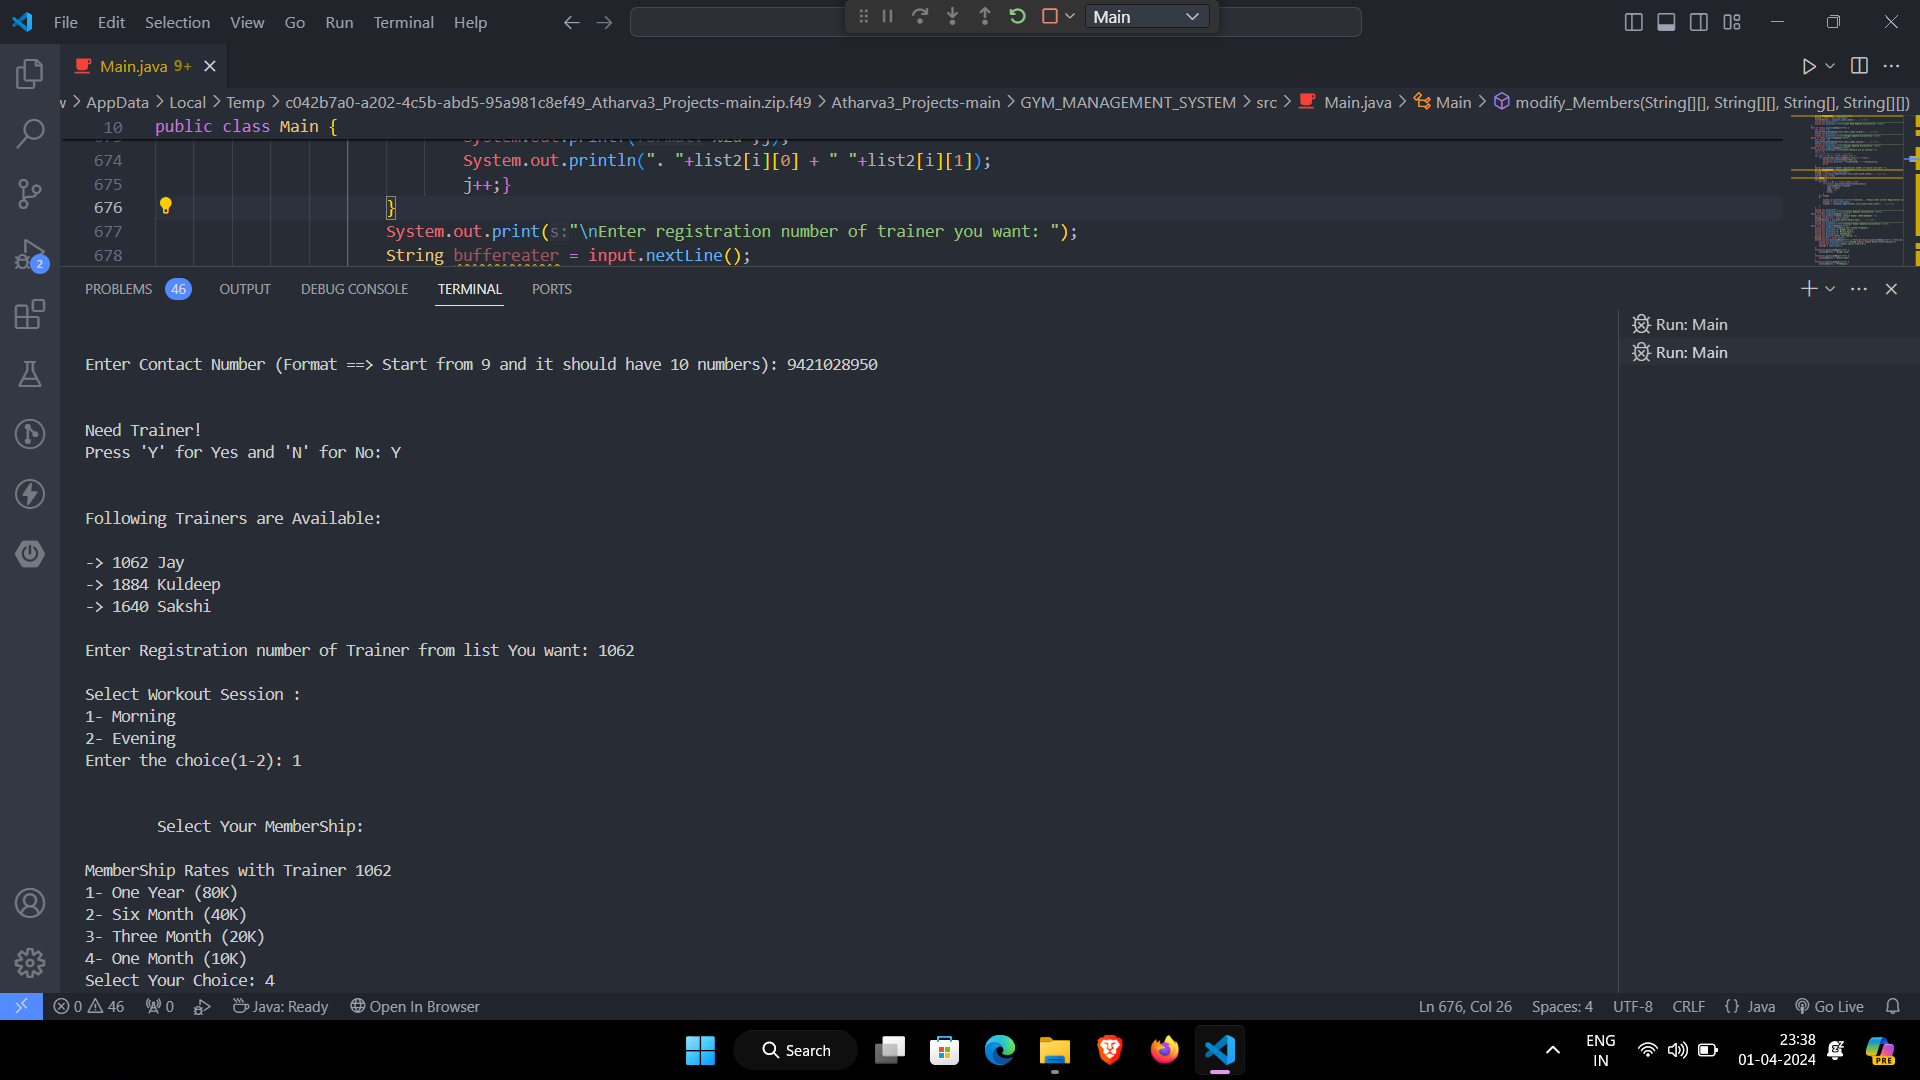 File Edit Selection View Go Run Terminal Help
Main
Main.java 9+
AppData > Local > Temp > c042b7a0-a202-4c5b-abd5-95a981c8ef49_Atharva3_Projects-main.zip.f49 > Atharva3_Projects-main > GYM_MANAGEMENT_SYSTEM > src > Main.java > Main > modify_Members(String[][], String[][], String[], String[][])
10 public class Main {
674 System.out.println(". "+list2[i][0] + " "+list2[i][1]);
675 j++;}
676 }
677 System.out.print(s:"\nEnter registration number of trainer you want: ");
678 String buffereater = input.nextLine();
PROBLEMS 46 OUTPUT DEBUG CONSOLE TERMINAL PORTS
Run: Main
Run: Main
Enter Contact Number (Format ==> Start from 9 and it should have 10 numbers): 9421028950
Need Trainer!
Press 'Y' for Yes and 'N' for No: Y
Following Trainers are Available:
-> 1062 Jay
-> 1884 Kuldeep
-> 1640 Sakshi
Enter Registration number of Trainer from list You want: 1062
Select Workout Session :
1- Morning
2- Evening
Enter the choice(1-2): 1
Select Your MemberShip:
MemberShip Rates with Trainer 1062
1- One Year (80K)
2- Six Month (40K)
3- Three Month (20K)
4- One Month (10K)
Select Your Choice: 4
2
0 46 0 Java: Ready Open In Browser Ln 676, Col 26 Spaces: 4 UTF-8 CRLF {} Java Go Live
Search
ENG
IN
23:38
01-04-2024
PRE